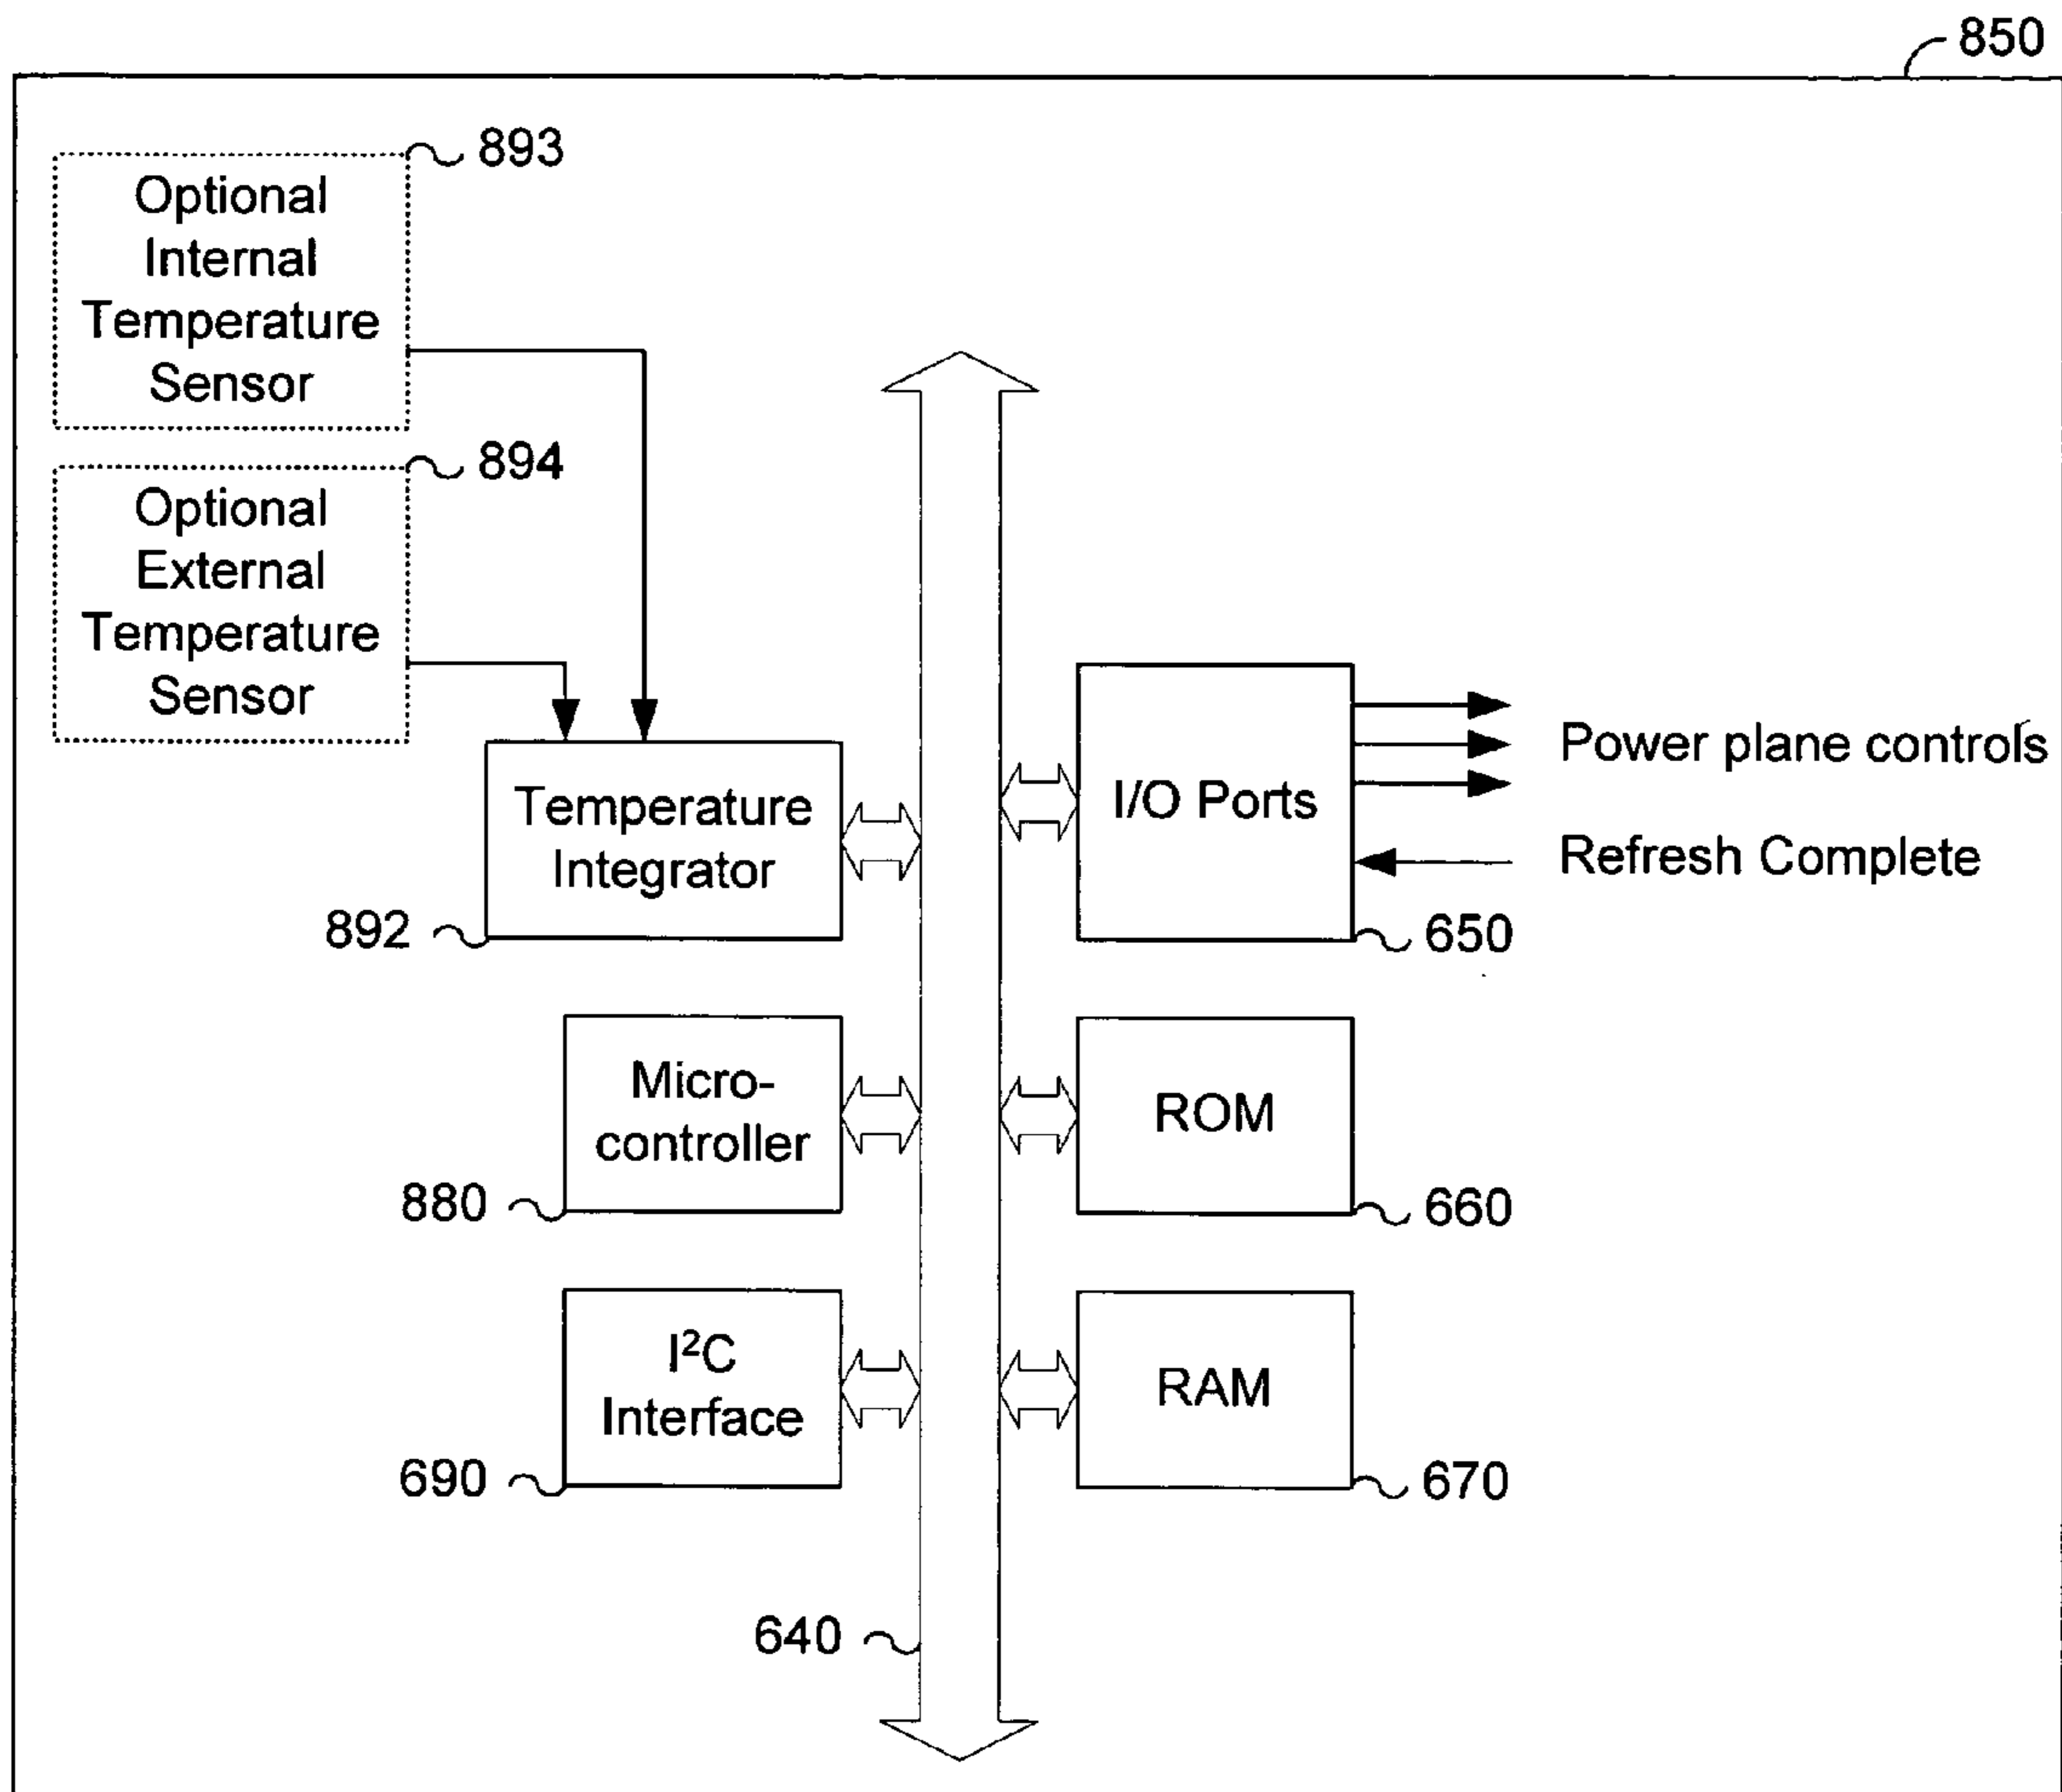 850
893
Optional
Internal
Temperature
Sensor
894
Optional
External
Temperature
Sensor
Temperature
Integrator
892
I/O Ports
Power plane controls
Refresh Complete
650
Micro-
controller
880
ROM
660
I²C
Interface
690
RAM
670
640